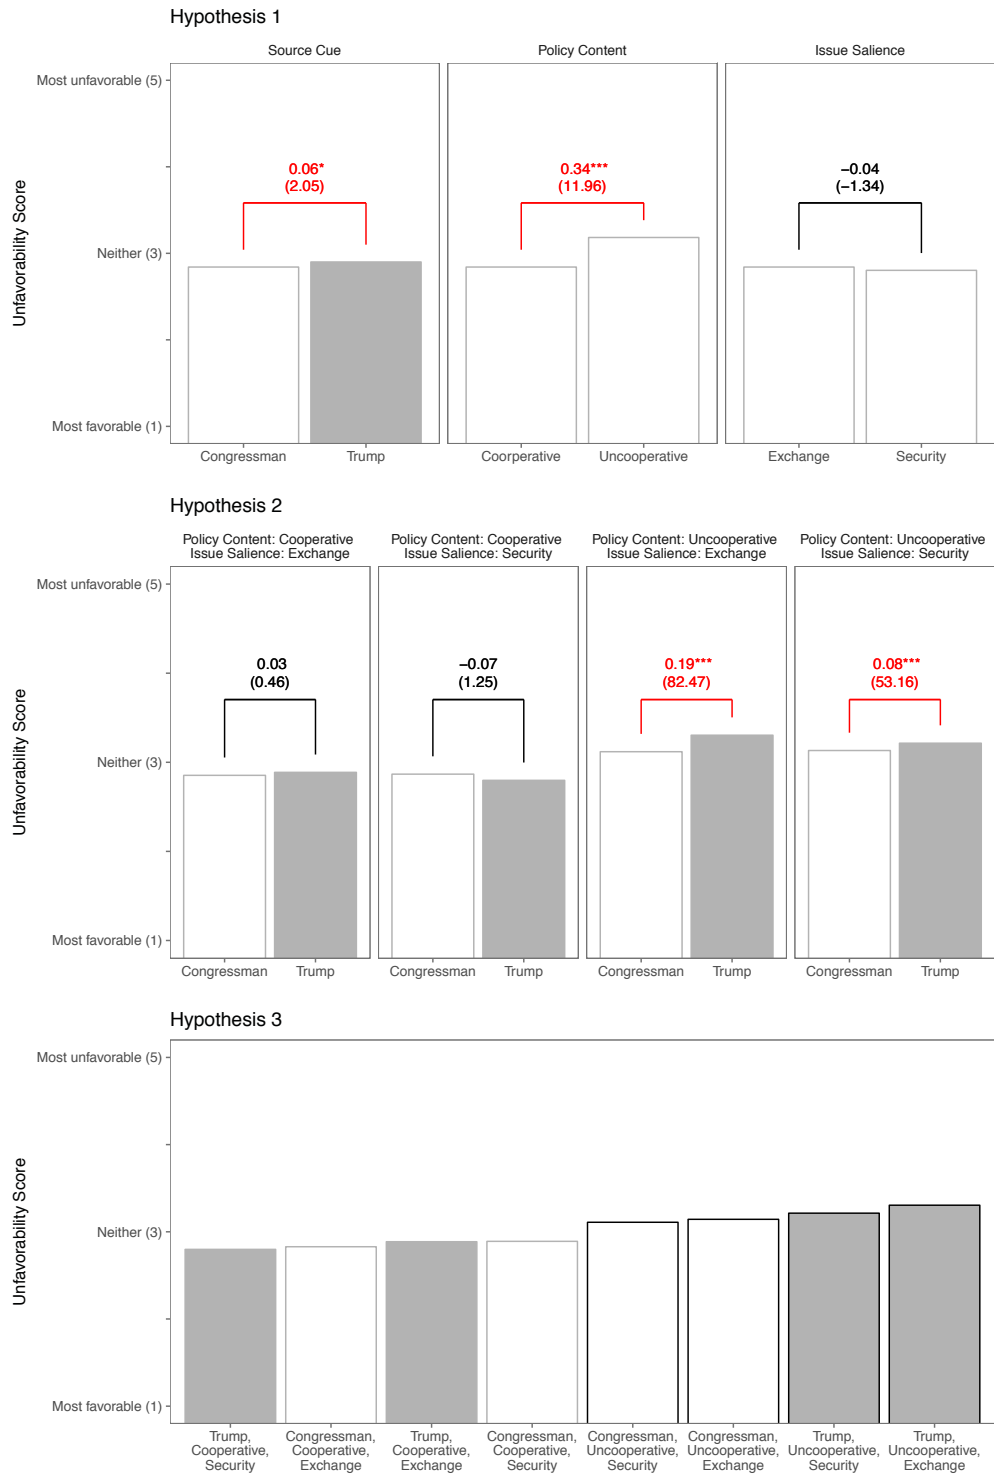 Hypothesis 1
Source Cue
Policy Content
Issue Salience
Unfavorability Score
Most unfavorable (5)
Neither (3)
Most favorable (1)
0.06*
(2.05)
0.34***
(11.96)
−0.04
(−1.34)
Congressman
Trump
Coorperative
Uncooperative
Exchange
Security
Hypothesis 2
Policy Content: Cooperative
Issue Salience: Exchange
Policy Content: Cooperative
Issue Salience: Security
Policy Content: Uncooperative
Issue Salience: Exchange
Policy Content: Uncooperative
Issue Salience: Security
Unfavorability Score
Most unfavorable (5)
Neither (3)
Most favorable (1)
0.03
(0.46)
−0.07
(1.25)
0.19***
(82.47)
0.08***
(53.16)
Congressman
Trump
Congressman
Trump
Congressman
Trump
Congressman
Trump
Hypothesis 3
Unfavorability Score
Most unfavorable (5)
Neither (3)
Most favorable (1)
Trump,
Cooperative,
Security
Congressman,
Cooperative,
Exchange
Trump,
Cooperative,
Exchange
Congressman,
Cooperative,
Security
Congressman,
Uncooperative,
Security
Congressman,
Uncooperative,
Exchange
Trump,
Uncooperative,
Security
Trump,
Uncooperative,
Exchange